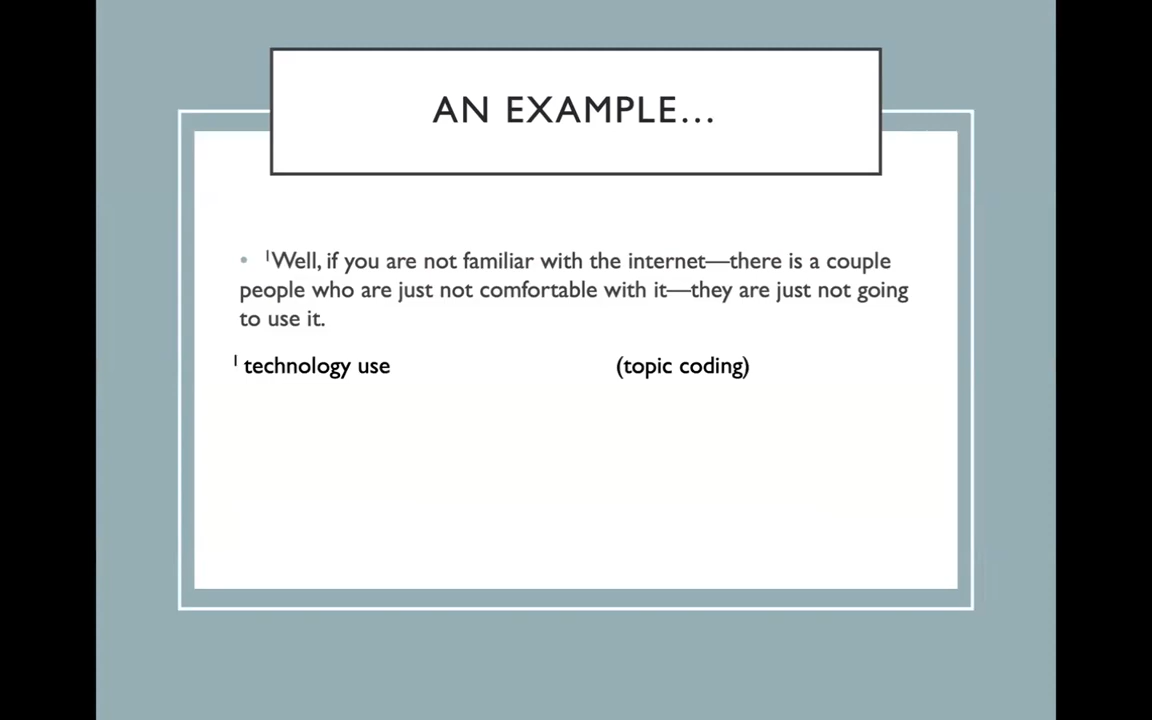 AN EXAMPLE...
• ¹Well, if you are not familiar with the internet—there is a couple
people who are just not comfortable with it—they are just not going
to use it.
¹ technology use (topic coding)